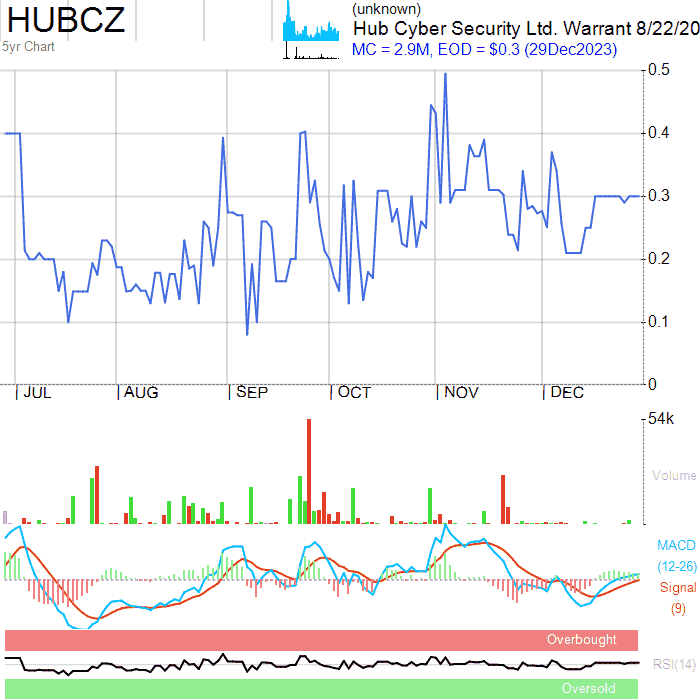 HUBCZ
(unknown)
Hub Cyber Security Ltd. Warrant 8/22/20
5yr Chart
MC = 2.9M, EOD = $0.3 (29Dec2023)
0.5
0.4
0.3
0.2
0.1
0
JUL AUG SEP OCT NOV DEC
54k
Volume
MACD
(12-26)
Signal
(9)
Overbought
RSI(14)
Oversold